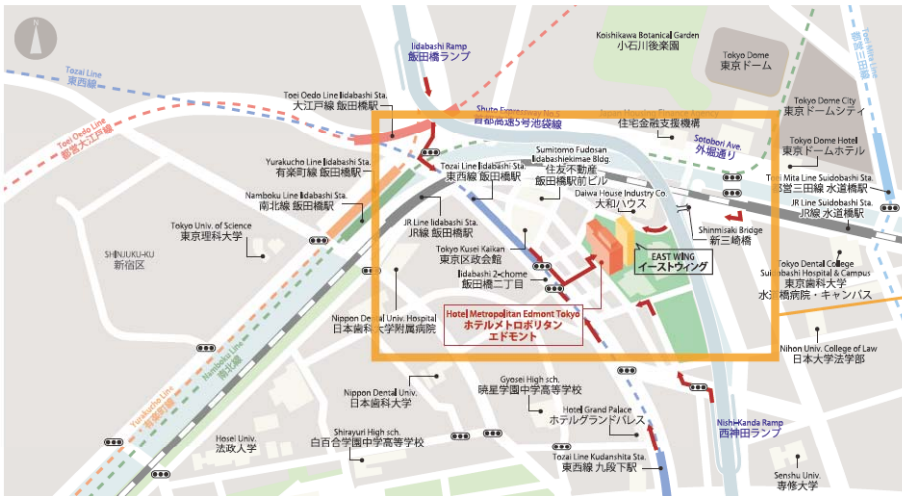 Iidabashi Ramp
飯田橋ランプ
Koishikawa Botanical Garden
小石川後楽園
Tokyo Dome
東京ドーム
Toei Mita Line
都営三田線
Tozai Line
東西線
Toei Oedo Line Iidabashi Sta.
大江戸線 飯田橋駅
Shuto Expressway No.5
首都高速5号池袋線
住宅金融支援機構
Tokyo Dome City
東京ドームシティ
Sotobori Ave.
外堀通り
Tokyo Dome Hotel
東京ドームホテル
Toei Oedo Line
都営大江戸線
Yurakucho Line Iidabashi Sta.
有楽町線 飯田橋駅
Tozai Line Iidabashi Sta.
東西線 飯田橋駅
Sumitomo Fudosan
Iidabashiekimae Bldg.
住友不動産
飯田橋駅前ビル
Toei Mita Line Suidobashi Sta.
都営三田線 水道橋駅
Namboku Line Iidabashi Sta.
南北線 飯田橋駅
Daiwa House Industry Co.
大和ハウス
JR Line Suidobashi Sta.
JR線 水道橋駅
JR Line Iidabashi Sta.
JR線 飯田橋駅
Shinmisaki Bridge
新三崎橋
Tokyo Univ. of Science
東京理科大学
Tokyo Kusei Kaikan
東京区政会館
SHINJUKU-KU
新宿区
EAST WING
イーストウィング
Tokyo Dental College
Suidobashi Hospital & Campus
東京歯科大学
水道橋病院・キャンパス
Iidabashi 2-chome
飯田橋二丁目
Nippon Dental Univ. Hospital
日本歯科大学附属病院
Hotel Metropolitan Edmont Tokyo
ホテルメトロポリタン
エドモント
Nihon Univ. College of Law
日本大学法学部
Namboku Line
南北線
Yurakucho Line
有楽町線
Nippon Dental Univ.
日本歯科大学
Gyosei High sch.
暁星学園中学高等学校
Hotel Grand Palace
ホテルグランドパレス
Nishi-Kanda Ramp
西神田ランプ
Hosei Univ.
法政大学
Shirayuri High sch.
白百合学園中学高等学校
Tozai Line Kudanshita Sta.
東西線 九段下駅
Senshu Univ.
専修大学